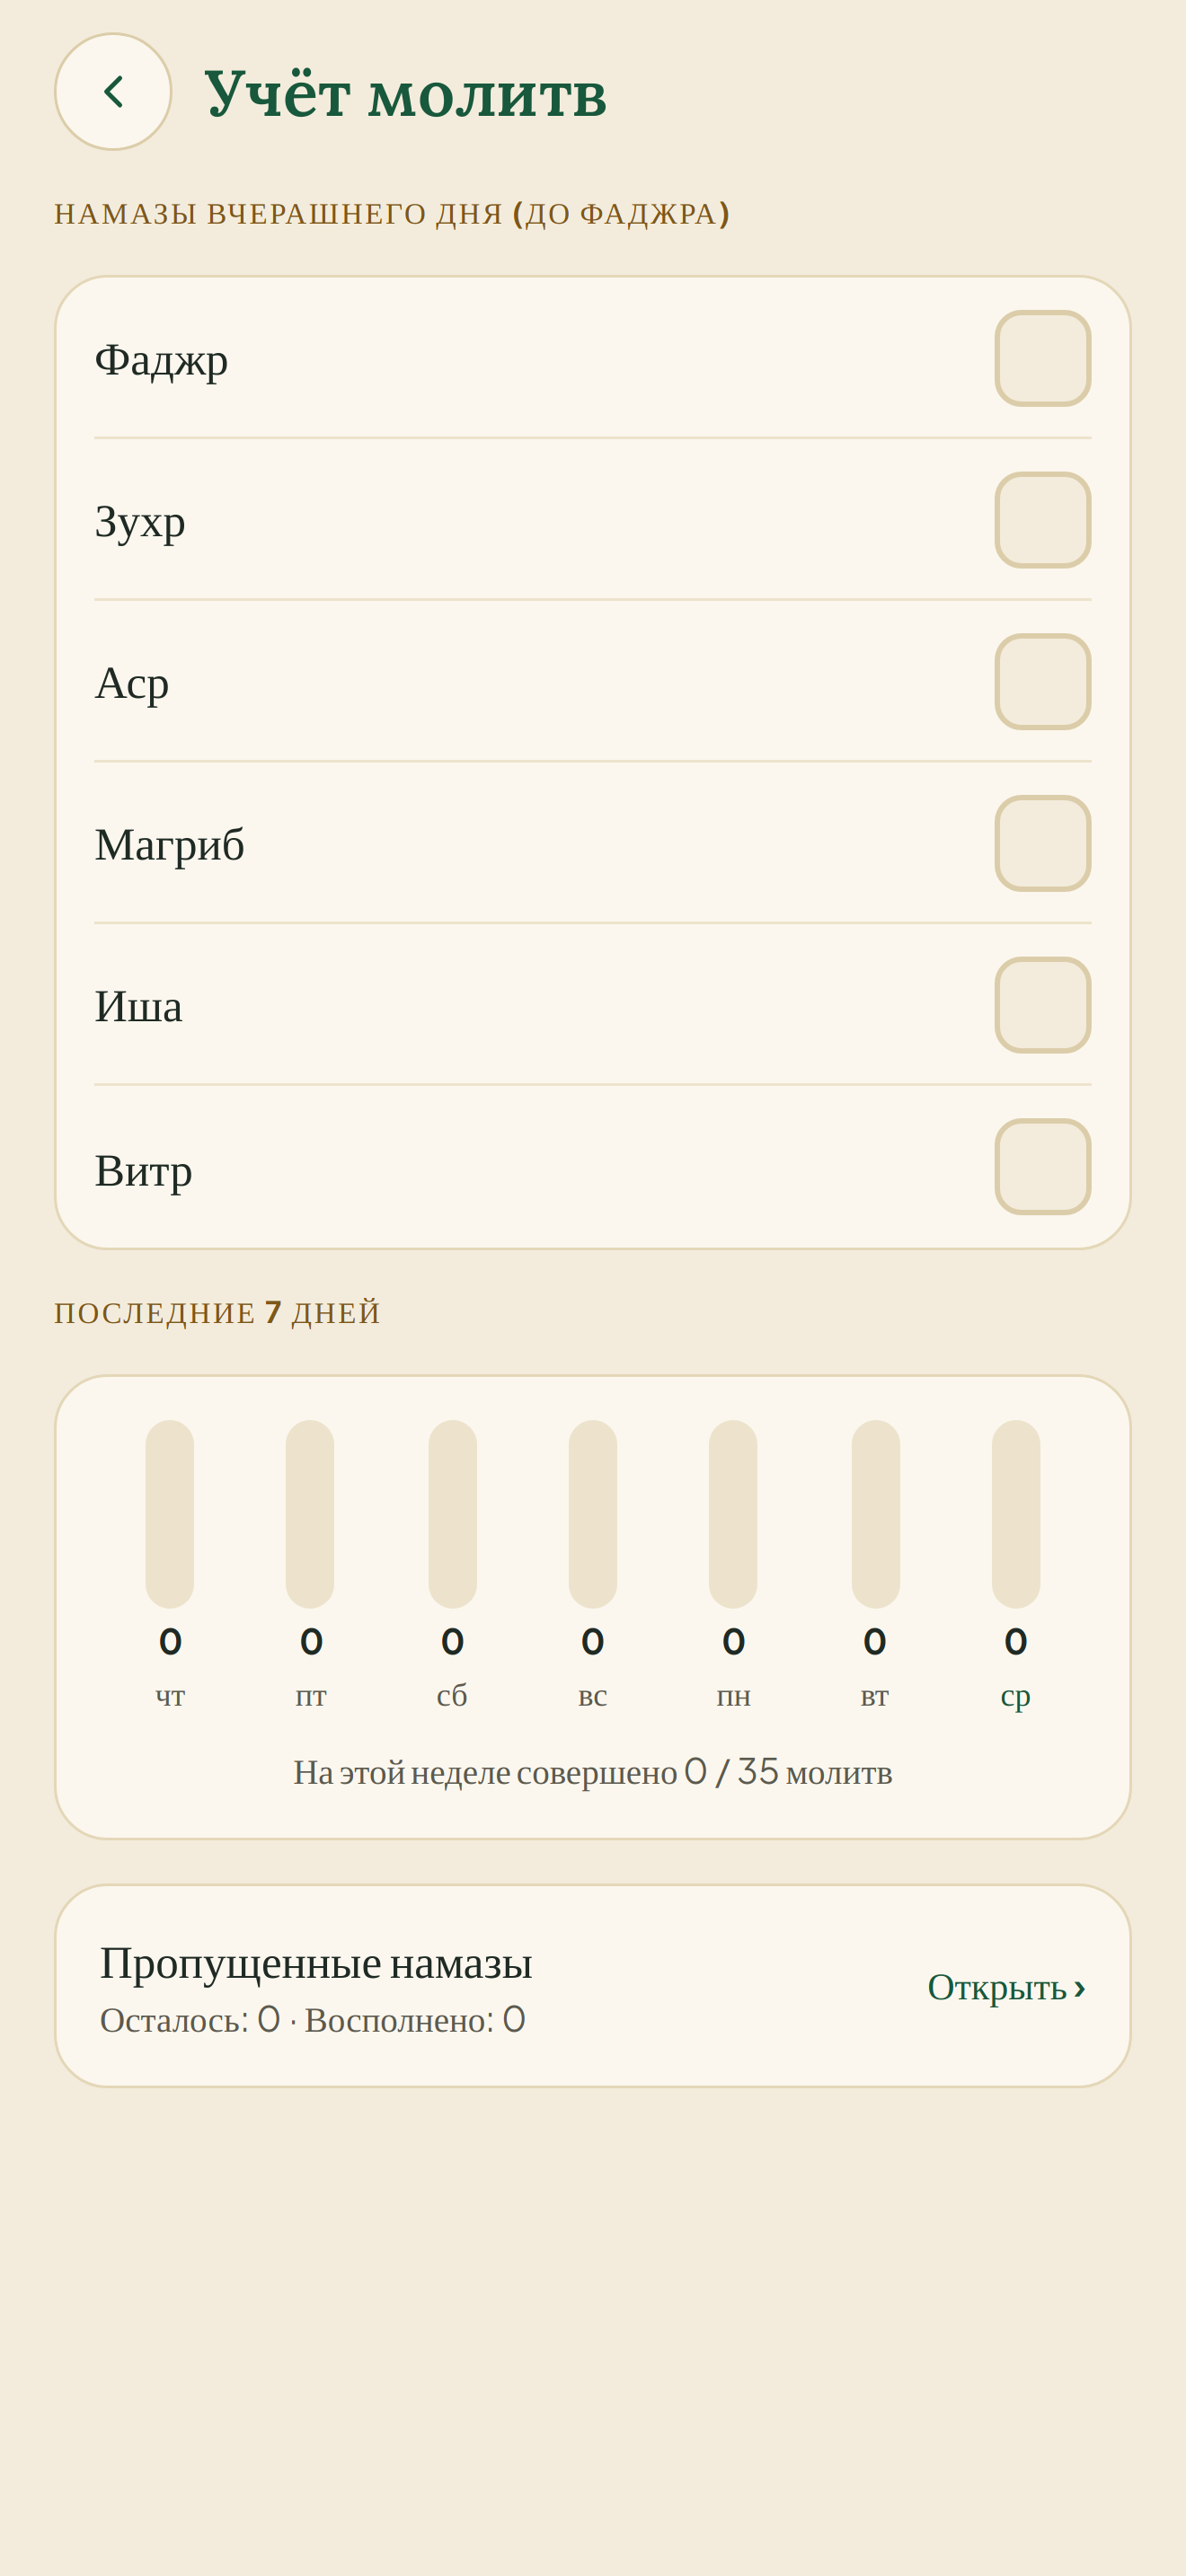 Учёт молитв
НАМАЗЫ ВЧЕРАШНЕГО ДНЯ (ДО ФАДЖРА)
Фаджр
Зухр
Аср
Магриб
Иша
Витр
ПОСЛЕДНИЕ 7 ДНЕЙ
0 0 0 0 0 0 0
чт пт сб вс пн вт ср
На этой неделе совершено 0 / 35 молитв
Пропущенные намазы
Осталось: 0 · Восполнено: 0
Открыть ›